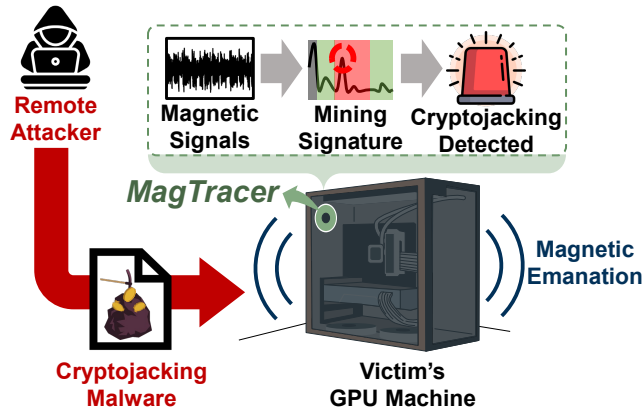 Remote
Attacker
Magnetic
Signals
Mining
Signature
Cryptojacking
Detected
MagTracer
Magnetic
Emanation
Cryptojacking
Malware
Victim's
GPU Machine